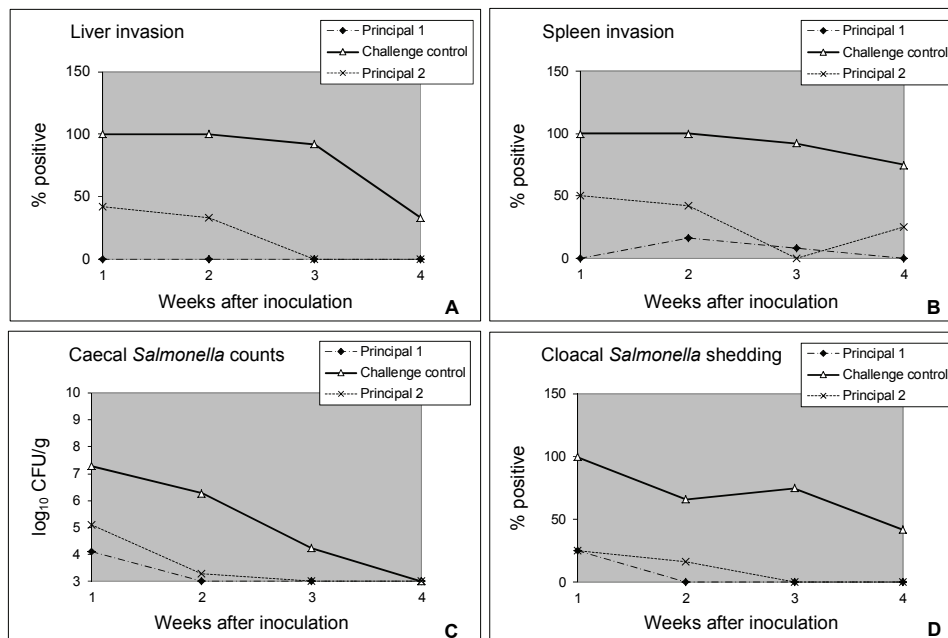 Liver invasion
Principal 1
Challenge control
Principal 2
150
100
50
0
% positive
1 2 3 4
Weeks after inoculation
A
Spleen invasion
Principal 1
Challenge control
Principal 2
150
100
50
0
% positive
1 2 3 4
Weeks after inoculation
B
Caecal Salmonella counts
Principal 1
Challenge control
Principal 2
10
9
8
7
6
5
4
3
log₁₀ CFU/g
1 2 3 4
Weeks after inoculation
C
Cloacal Salmonella shedding
Principal 1
Challenge control
Principal 2
150
100
50
0
% positive
1 2 3 4
Weeks after inoculation
D